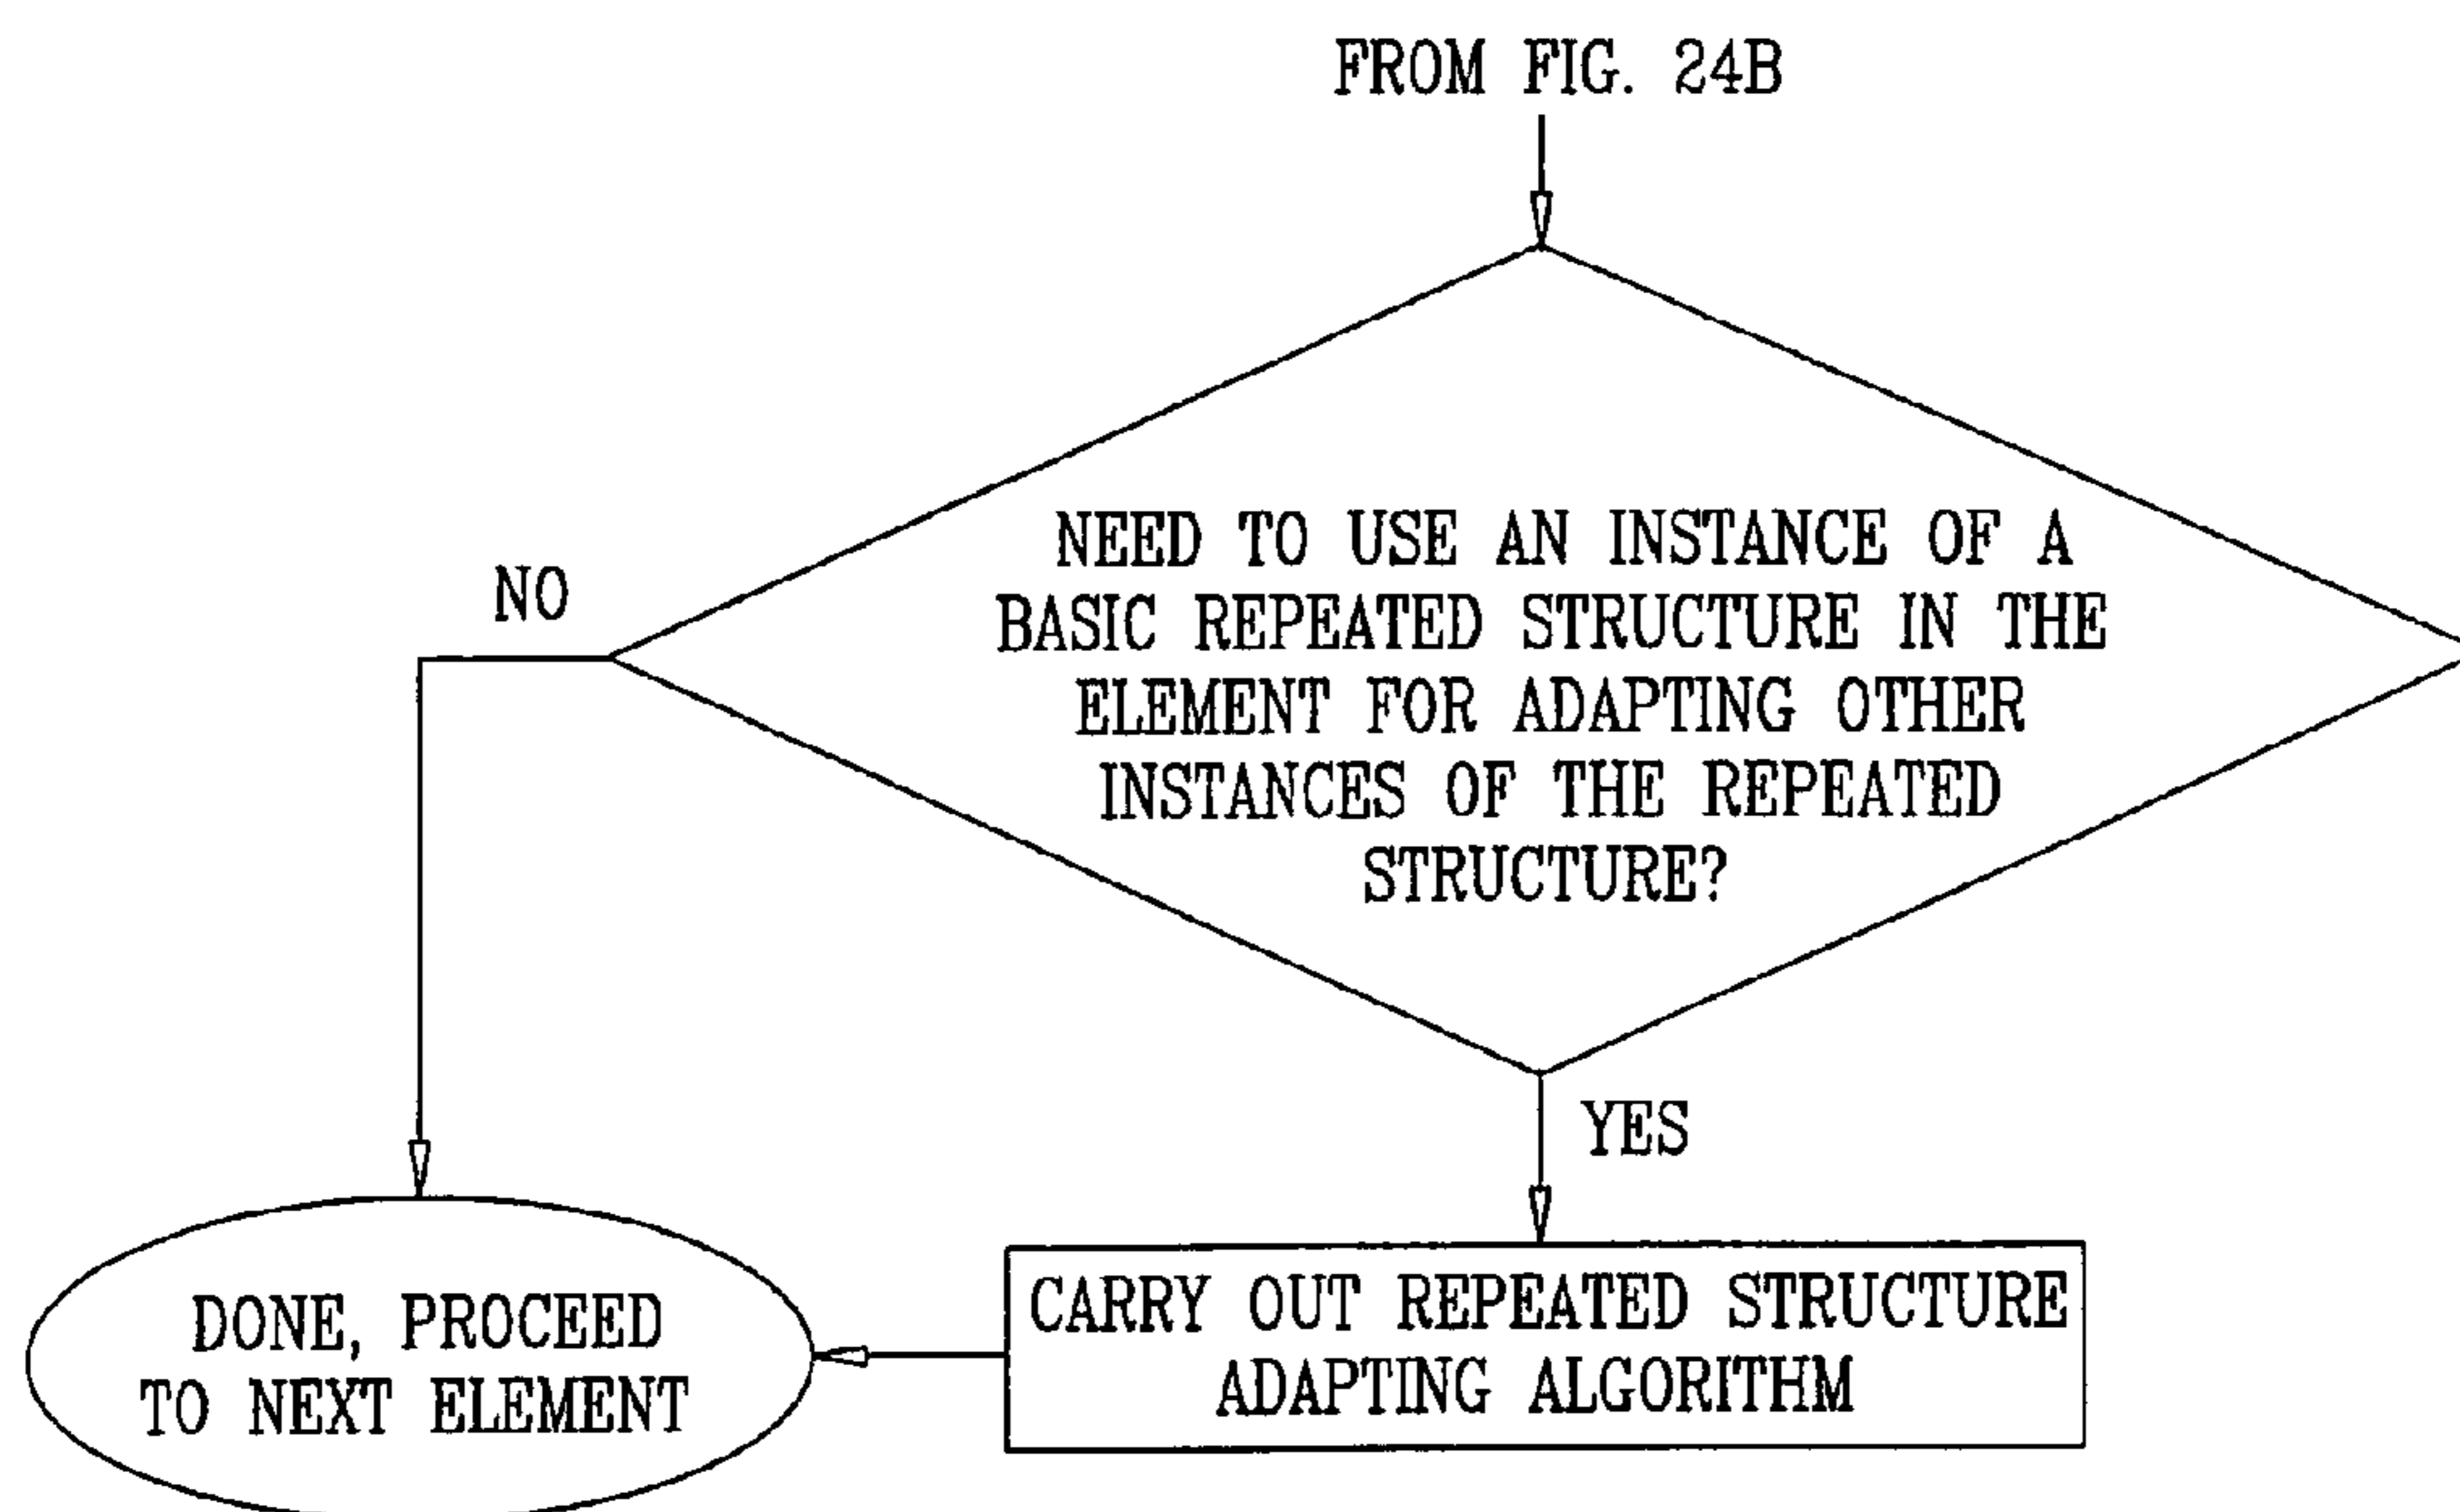 FROM FIG. 24B
NEED TO USE AN INSTANCE OF A
BASIC REPEATED STRUCTURE IN THE
ELEMENT FOR ADAPTING OTHER
INSTANCES OF THE REPEATED
STRUCTURE?
NO
YES
CARRY OUT REPEATED STRUCTURE
ADAPTING ALGORITHM
DONE, PROCEED
TO NEXT ELEMENT